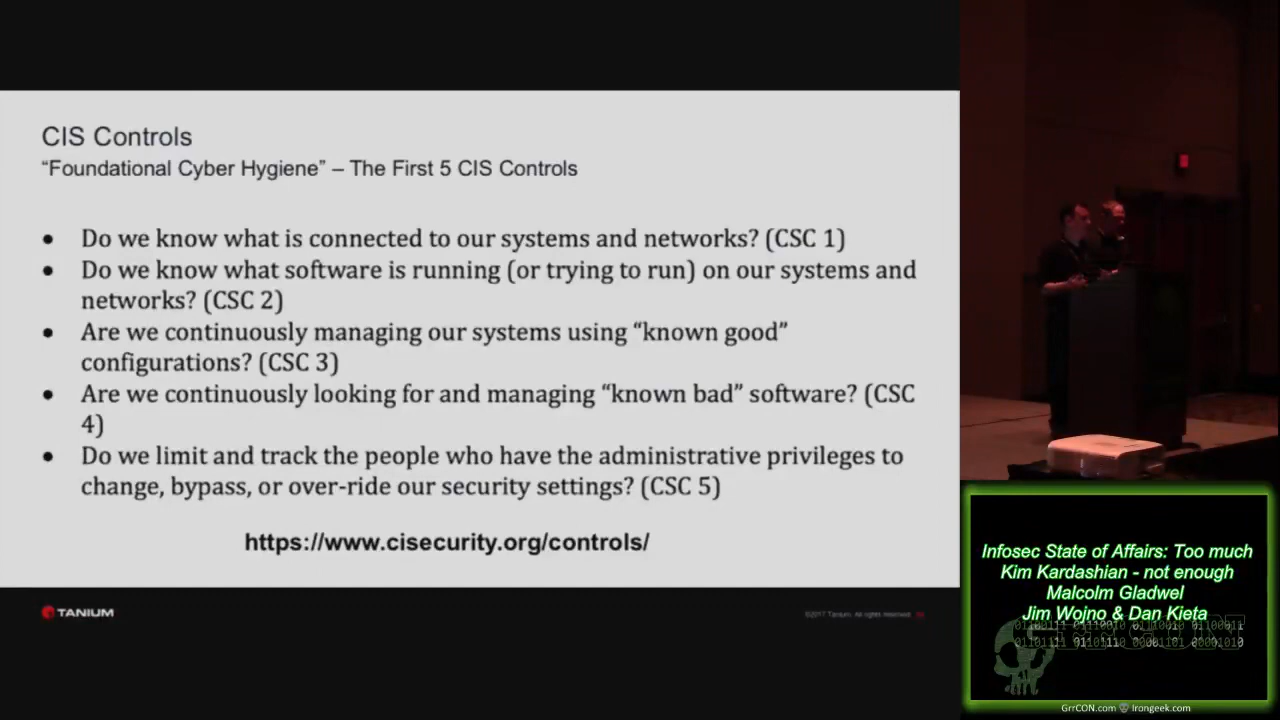 CIS Controls
“Foundational Cyber Hygiene” – The First 5 CIS Controls
• Do we know what is connected to our systems and networks? (CSC 1)
• Do we know what software is running (or trying to run) on our systems and
networks? (CSC 2)
• Are we continuously managing our systems using “known good”
configurations? (CSC 3)
• Are we continuously looking for and managing “known bad” software? (CSC
4)
• Do we limit and track the people who have the administrative privileges to
change, bypass, or over-ride our security settings? (CSC 5)
https://www.cisecurity.org/controls/
TANIUM
©2017 Tanium. All rights reserved.
Infosec State of Affairs: Too much
Kim Kardashian - not enough
Malcolm Gladwel
Jim Wojno & Dan Kieta
GrrCON
GrrCON.com Irongeek.com